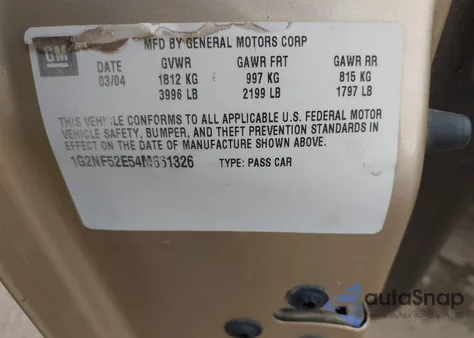 GM
MFD BY GENERAL MOTORS CORP
DATE GVWR GAWR FRT GAWR RR
03/04 1812 KG 997 KG 815 KG
3996 LB 2199 LB 1797 LB
THIS VEHICLE CONFORMS TO ALL APPLICABLE U.S. FEDERAL MOTOR
VEHICLE SAFETY, BUMPER, AND THEFT PREVENTION STANDARDS IN
EFFECT ON THE DATE OF MANUFACTURE SHOWN ABOVE.
1G2NF52E54M661326 TYPE: PASS CAR
autoSnap